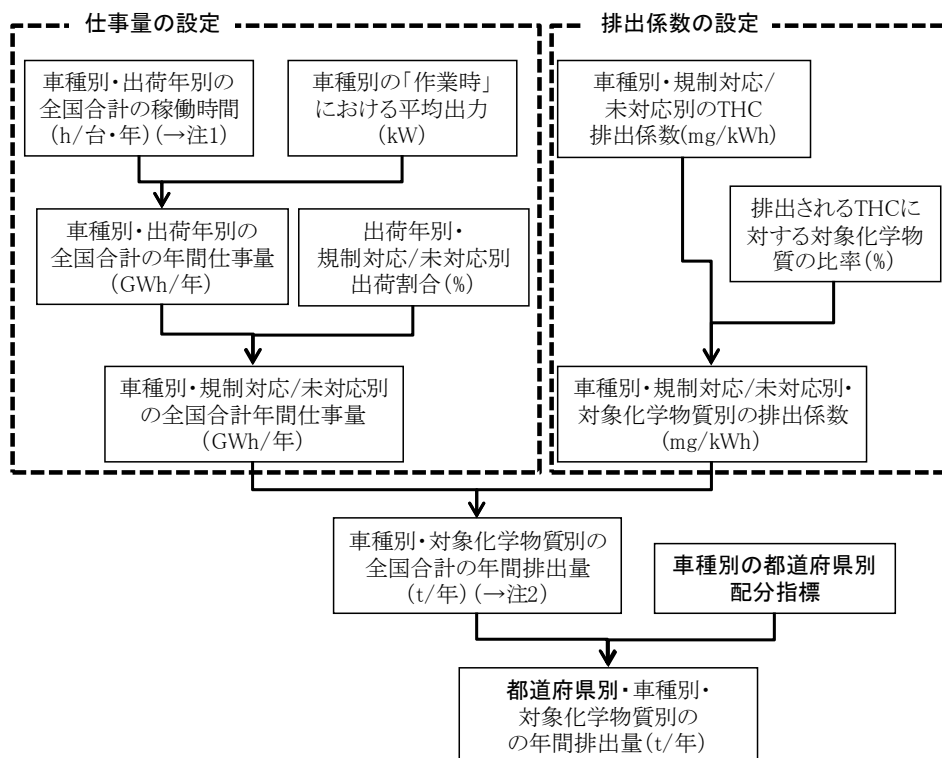 仕事量の設定
車種別・出荷年別の
全国合計の稼働時間
(h/台・年)(→注1)
車種別の「作業時」
における平均出力
(kW)
車種別・出荷年別の
全国合計の年間仕事量
(GWh/年)
出荷年別・
規制対応/未対応別
出荷割合(%)
車種別・規制対応/未対応別
の全国合計年間仕事量
(GWh/年)
排出係数の設定
車種別・規制対応/
未対応別のTHC
排出係数(mg/kWh)
排出されるTHCに
対する対象化学物
質の比率(%)
車種別・規制対応/未対応別・
対象化学物質別の排出係数
(mg/kWh)
車種別・対象化学物質別の
全国合計の年間排出量
(t/年)(→注2)
車種別の都道府県別
配分指標
都道府県別・車種別・
対象化学物質別の
の年間排出量(t/年)